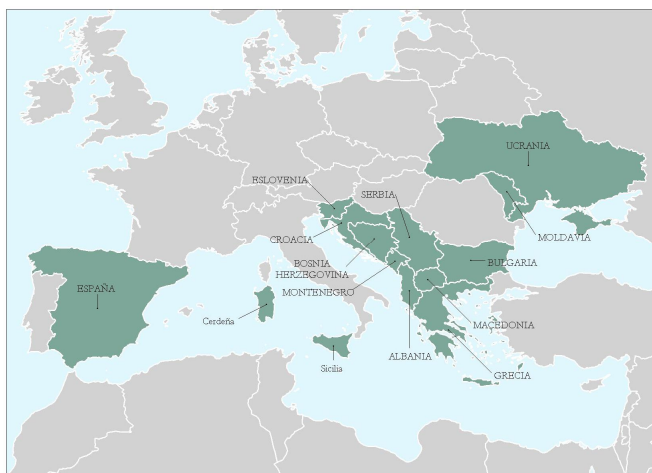 UCRANIA
ESLOVENIA
SERBIA
CROACIA
MOLDAVIA
BOSNIA
HERZEGOVINA
BULGARIA
MONTENEGRO
ESPAÑA
Cerdeña
MACEDONIA
ALBANIA
Sicilia
GRECIA